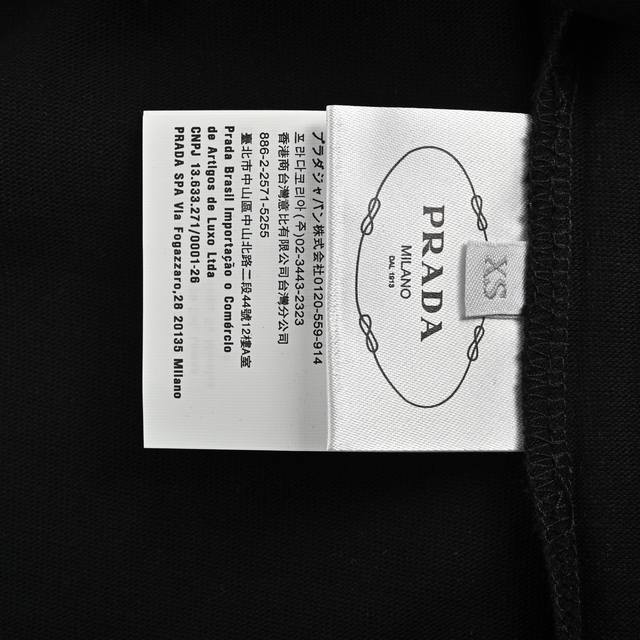 XS
PRADA
MILANO
DAL 1913
プラダジャパン株式会社0120-559-914
프라다코리아(주)02-3443-2323
香港商台灣意比有限公司台灣分公司
886-2-2571-5255
臺北市中山區中山北路二段44號12樓A室
Prada Brasil Importação o Comércio
de Artigos de Luxo Ltda
CNPJ 13.633.271/0001-26
PRADA SPA Via Fogazzaro,28 20135 Milano